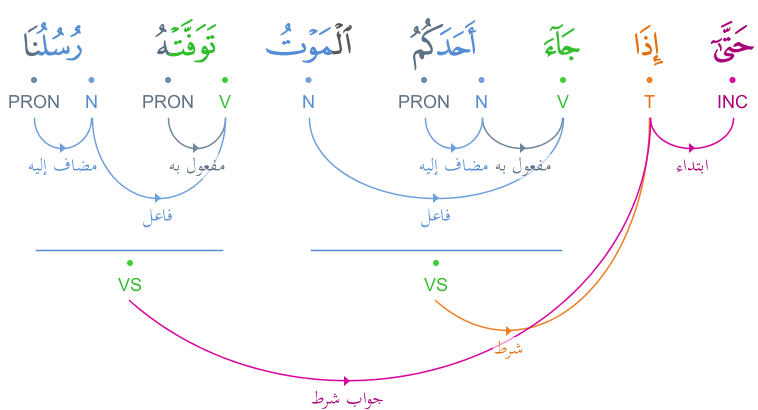 حَتَّىٰٓ إِذَا جَآءَ أَحَدَكُمُ ٱلْمَوْتُ تَوَفَّتْهُ رُسُلُنَا
INC T V N PRON N V PRON N PRON
ابتداء مفعول به مضاف إليه مفعول به مضاف إليه
فاعل فاعل
VS VS
شرط
جواب شرط